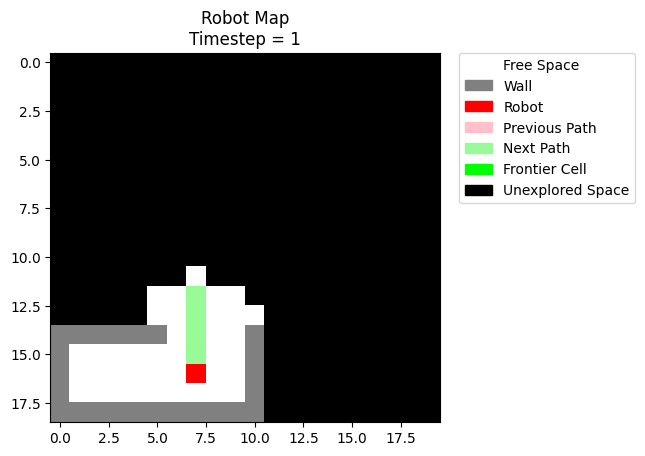 Robot Map
Timestep = 1
0.0
2.5
5.0
7.5
10.0
12.5
15.0
17.5
0.0
2.5
5.0
7.5
10.0
12.5
15.0
17.5
Free Space
Wall
Robot
Previous Path
Next Path
Frontier Cell
Unexplored Space